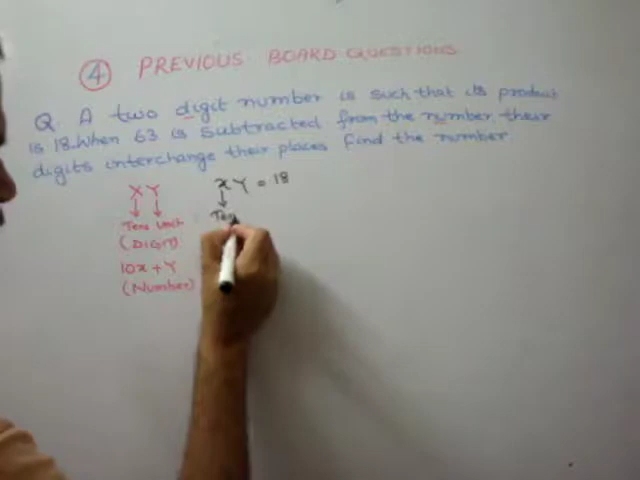 4 PREVIOUS BOARD QUESTIONS
Q. A two digit number is such that its product
is 18. When 63 is subtracted from the number, their
digits interchange their places find the number
X Y
x Y = 18
Tens Unit
Ten
(DIGIT)
10x + Y
(Number)